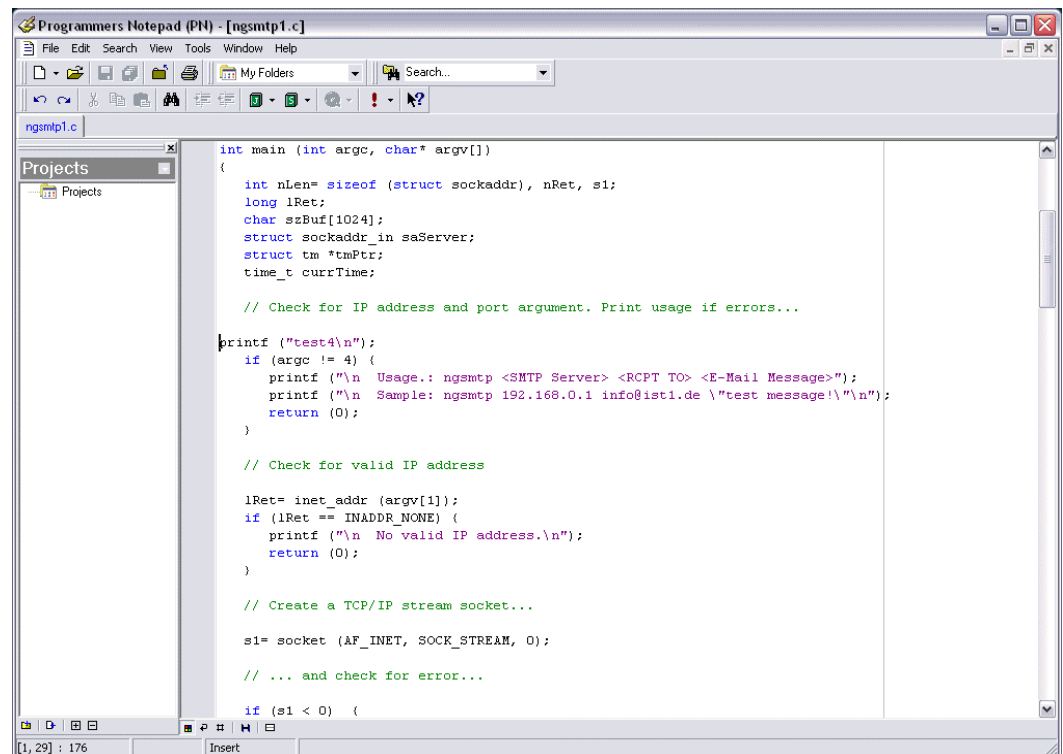 Programmers Notepad (PN) - [ngsmtp1.c]
File Edit Search View Tools Window Help
My Folders
Search...
ngsmtp1.c
Projects
Projects
int main (int argc, char* argv[])
{
   int nLen= sizeof (struct sockaddr), nRet, s1;
   long lRet;
   char szBuf[1024];
   struct sockaddr_in saServer;
   struct tm *tmPtr;
   time_t currTime;
   // Check for IP address and port argument. Print usage if errors...
printf ("test4\n");
   if (argc != 4) {
      printf ("\n  Usage.: ngsmtp <SMTP Server> <RCPT TO> <E-Mail Message>");
      printf ("\n  Sample: ngsmtp 192.168.0.1 info@ist1.de \"test message!\"\n");
      return (0);
   }
   // Check for valid IP address
   lRet= inet_addr (argv[1]);
   if (lRet == INADDR_NONE) {
      printf ("\n  No valid IP address.\n");
      return (0);
   }
   // Create a TCP/IP stream socket...
   s1= socket (AF_INET, SOCK_STREAM, 0);
   // ... and check for error...
   if (s1 < 0)  {
[1, 29] : 176
Insert